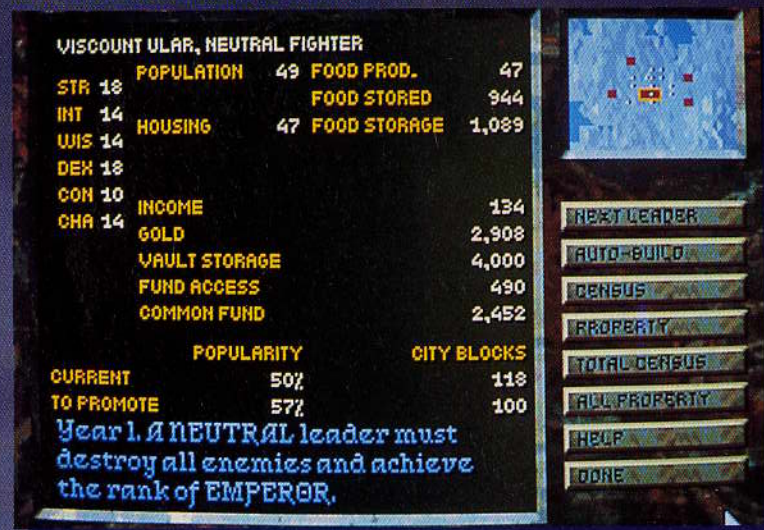 VISCOUNT ULAR, NEUTRAL FIGHTER
POPULATION 49 FOOD PROD. 47
STR 18
FOOD STORED 944
INT 14
HOUSING 47 FOOD STORAGE 1,089
WIS 14
DEX 18
CON 10
INCOME 134
CHA 14
GOLD 2,908
VAULT STORAGE 4,000
FUND ACCESS 490
COMMON FUND 2,452
POPULARITY CITY BLOCKS
CURRENT 50% 118
TO PROMOTE 57% 100
Year 1. A NEUTRAL leader must
destroy all enemies and achieve
the rank of EMPEROR.
NEXT LEADER
AUTO-BUILD
CENSUS
PROPERTY
TOTAL CENSUS
ALL PROPERTY
HELP
DONE